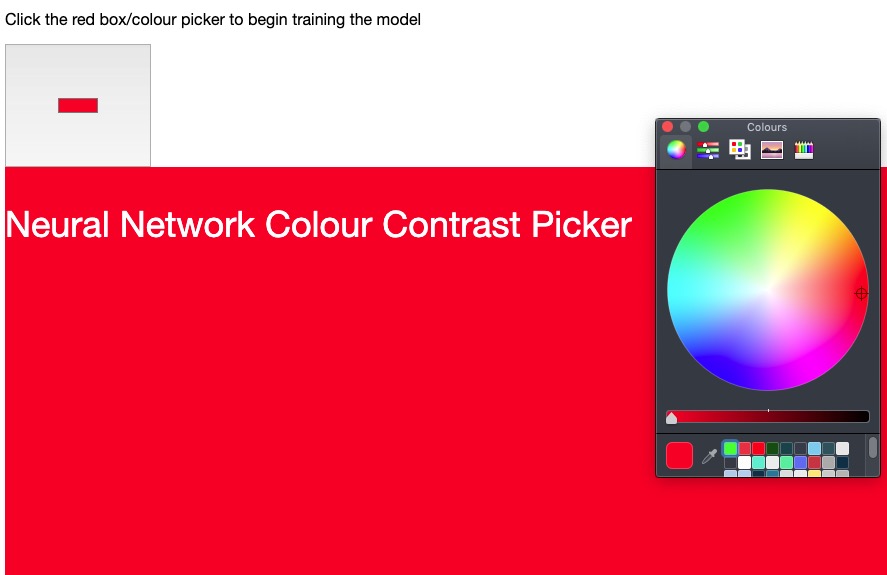 Click the red box/colour picker to begin training the model
Colours
Neural Network Colour Contrast Picker